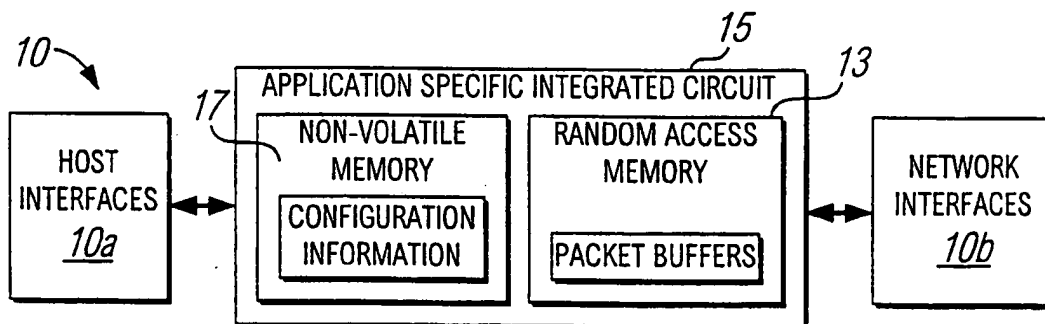 10
15
13
APPLICATION SPECIFIC INTEGRATED CIRCUIT
17
HOST
INTERFACES
10a
NON-VOLATILE
MEMORY
CONFIGURATION
INFORMATION
RANDOM ACCESS
MEMORY
PACKET BUFFERS
NETWORK
INTERFACES
10b